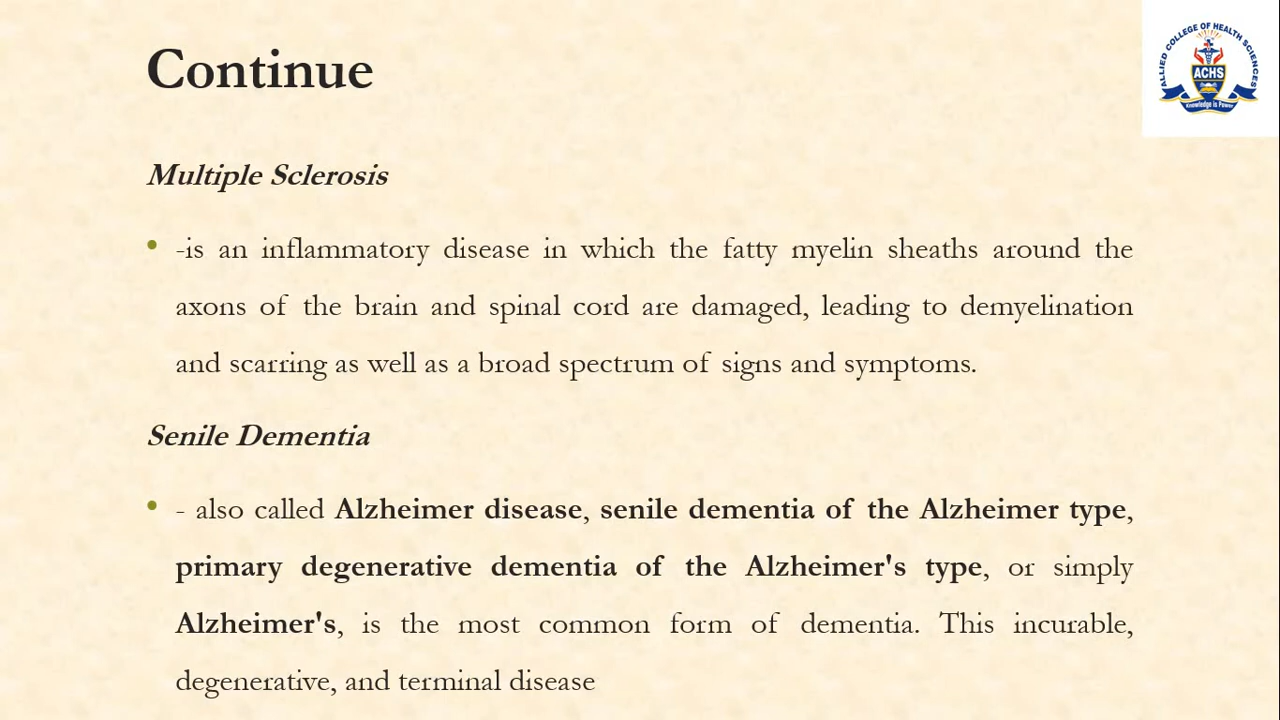 Continue
ALLIED COLLEGE OF HEALTH SCIENCES
ACHS
Knowledge is Power
Multiple Sclerosis
• -is an inflammatory disease in which the fatty myelin sheaths around the
axons of the brain and spinal cord are damaged, leading to demyelination
and scarring as well as a broad spectrum of signs and symptoms.
Senile Dementia
• - also called Alzheimer disease, senile dementia of the Alzheimer type,
primary degenerative dementia of the Alzheimer's type, or simply
Alzheimer's, is the most common form of dementia. This incurable,
degenerative, and terminal disease